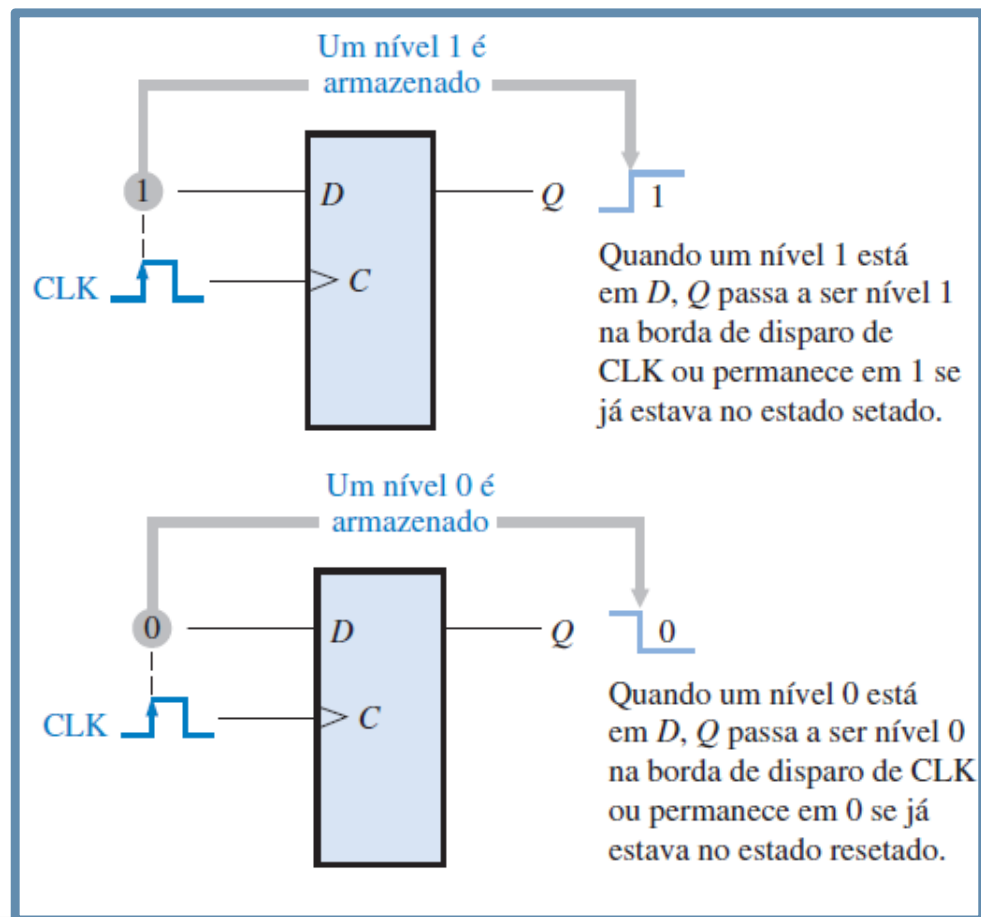 Um nível 1 é
armazenado
1
D
Q
1
CLK
C
Quando um nível 1 está
em D, Q passa a ser nível 1
na borda de disparo de
CLK ou permanece em 1 se
já estava no estado setado.
Um nível 0 é
armazenado
0
D
Q
0
CLK
C
Quando um nível 0 está
em D, Q passa a ser nível 0
na borda de disparo de CLK
ou permanece em 0 se já
estava no estado resetado.